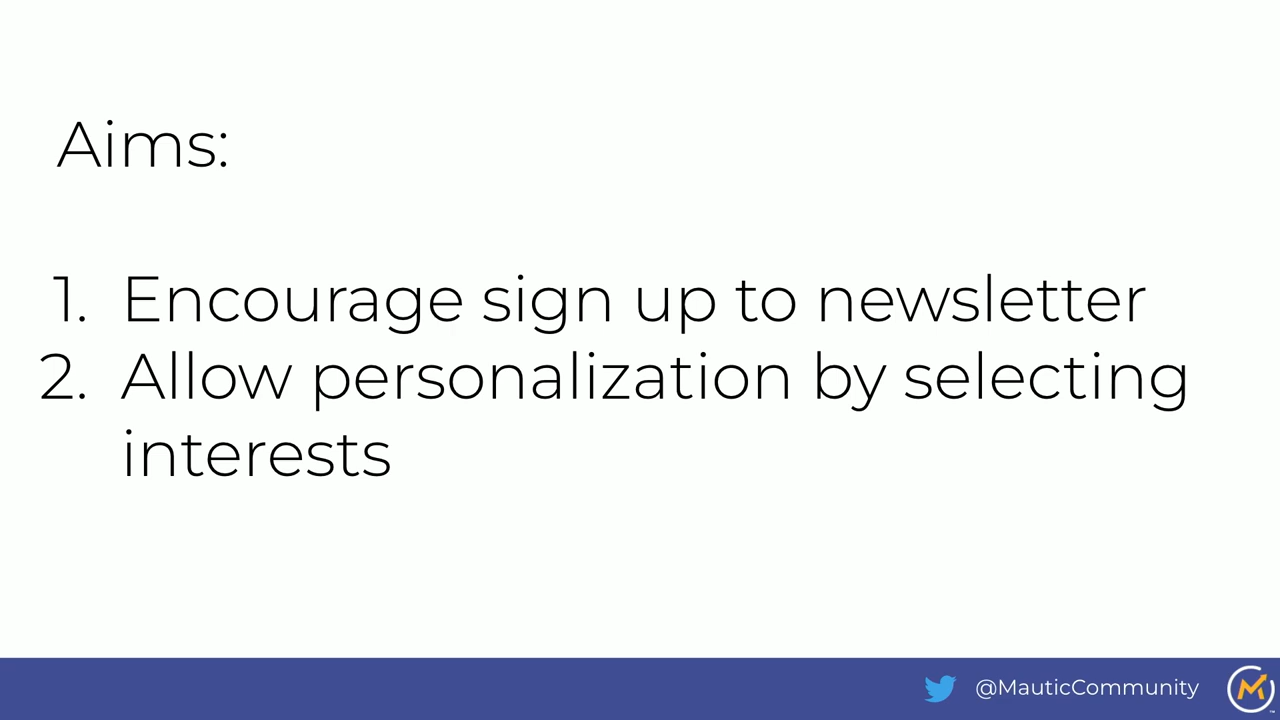 Aims:
1. Encourage sign up to newsletter
2. Allow personalization by selecting
interests
@MauticCommunity